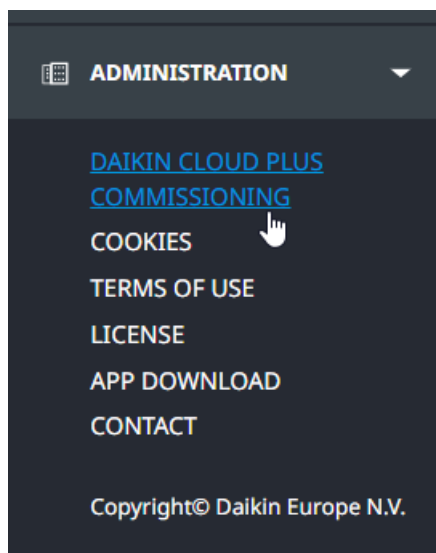 ADMINISTRATION
DAIKIN CLOUD PLUS
COMMISSIONING
COOKIES
TERMS OF USE
LICENSE
APP DOWNLOAD
CONTACT
Copyright© Daikin Europe N.V.